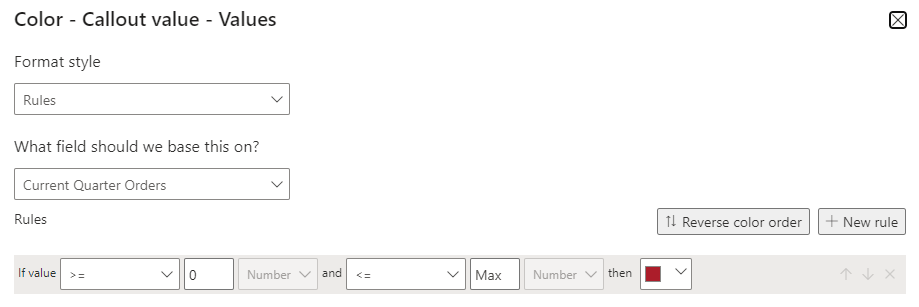 Color - Callout value - Values
Format style
Rules
What field should we base this on?
Current Quarter Orders
Rules
Reverse color order
New rule
If value >= 0 Number and <= Max Number then